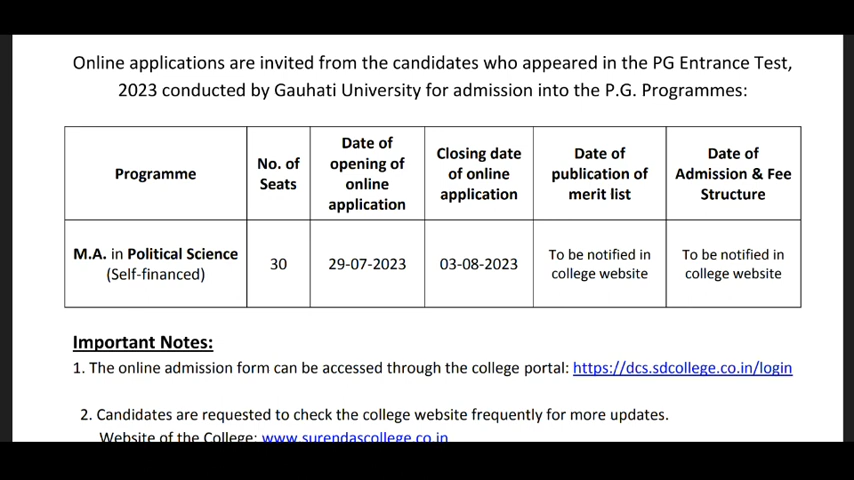 Online applications are invited from the candidates who appeared in the PG Entrance Test,
2023 conducted by Gauhati University for admission into the P.G. Programmes:
Programme
No. of
Seats
Date of
opening of
online
application
Closing date
of online
application
Date of
publication of
merit list
Date of
Admission & Fee
Structure
M.A. in Political Science
(Self-financed)
30
29-07-2023
03-08-2023
To be notified in
college website
To be notified in
college website
Important Notes:
1. The online admission form can be accessed through the college portal: https://dcs.sdcollege.co.in/login
2. Candidates are requested to check the college website frequently for more updates.
Website of the College: www.surendascollege.co.in